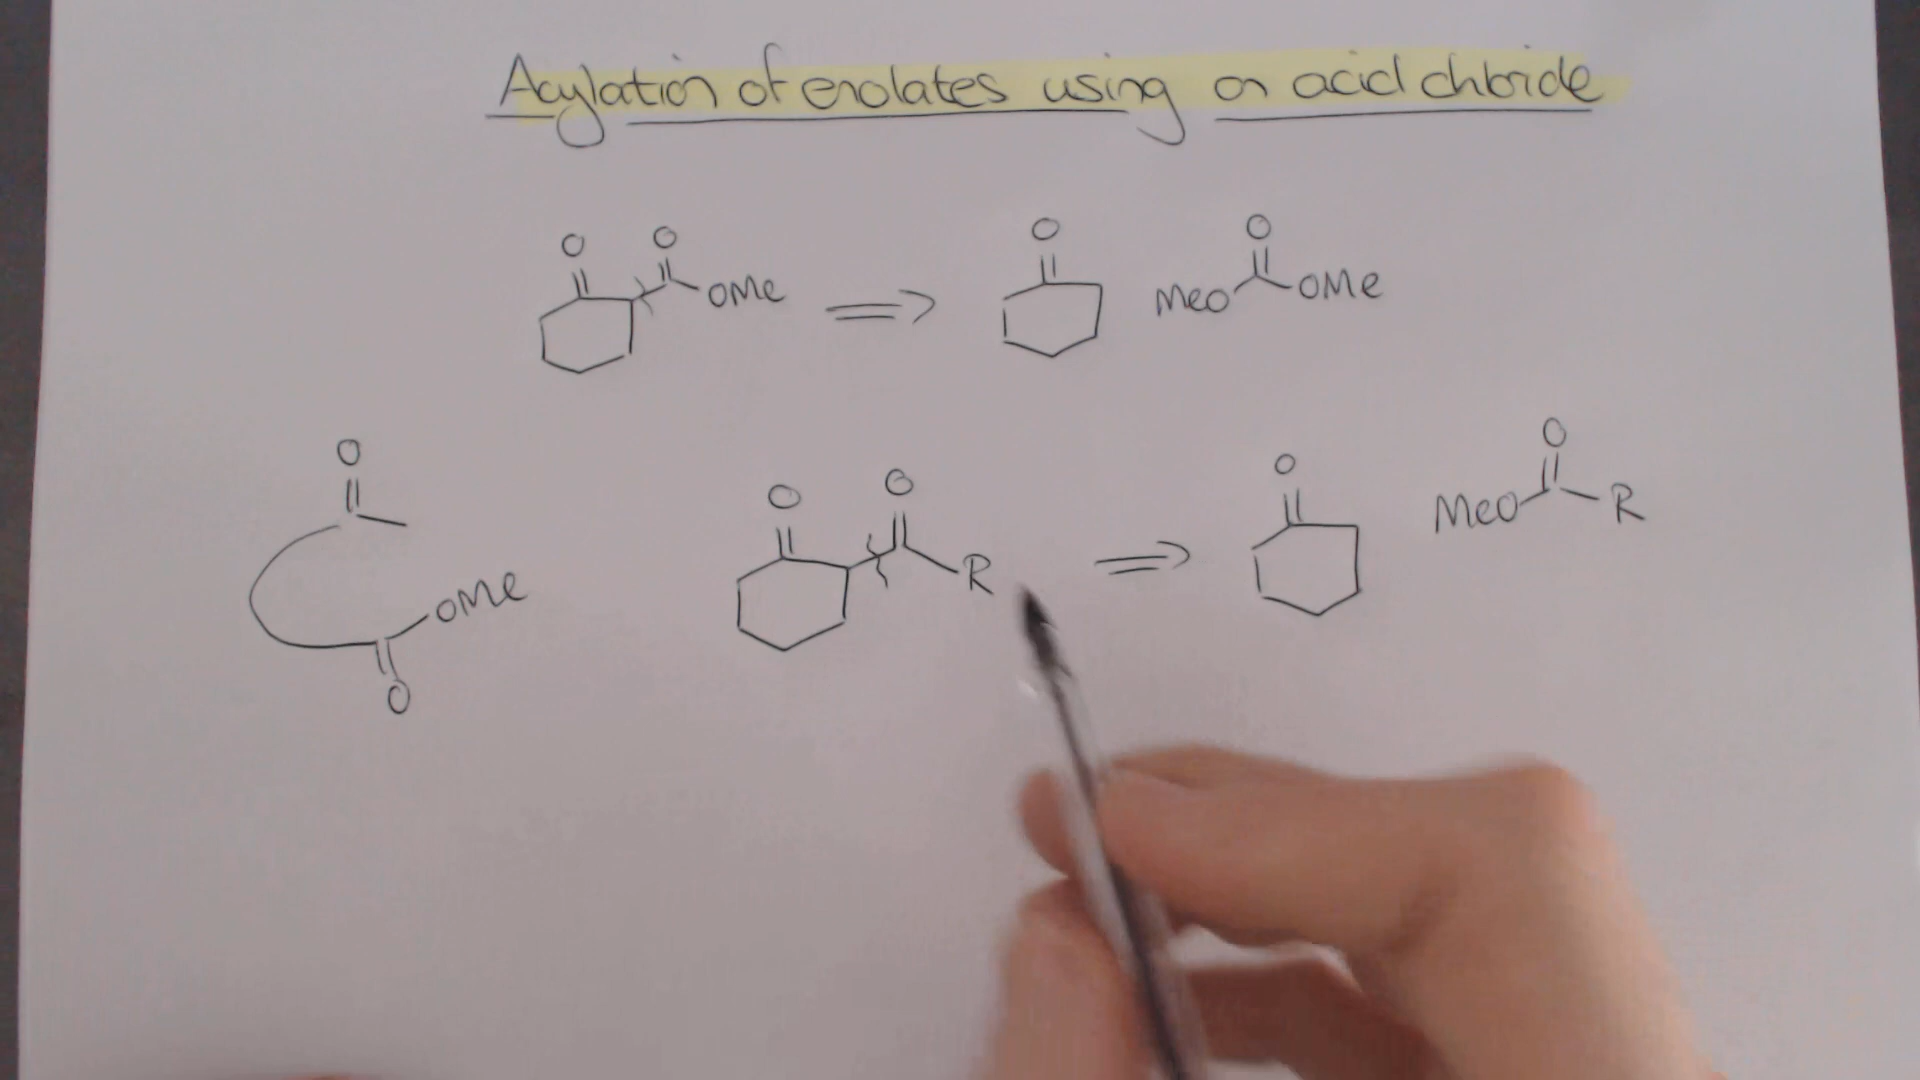 Acylation of enolates using an acid chloride
O O OMe O MeO O OMe
O OMe O
O O R O MeO O R